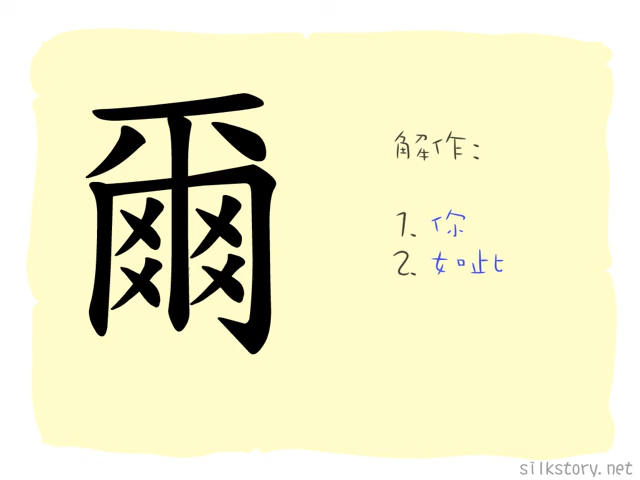 爾
解作：
1. 你
2. 如此
silkstory.net